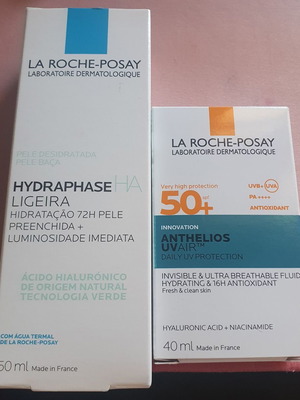 LA ROCHE-POSAY
LABORATOIRE DERMATOLOGIQUE
PELE DESIDRATADA
PELE BAÇA
HYDRAPHASE HA
LIGEIRA
HIDRATAÇÃO 72H PELE
PREENCHIDA +
LUMINOSIDADE IMEDIATA
ÁCIDO HIALURÓNICO
DE ORIGEM NATURAL
TECNOLOGIA VERDE
COM ÁGUA TERMAL
DE LA ROCHE-POSAY
50 ml Made in France
LA ROCHE-POSAY
LABORATOIRE DERMATOLOGIQUE
Very high protection
50+
UVB + UVA
PA ++++
ANTIOXIDANT
INNOVATION
ANTHELIOS
UVAIR™
DAILY UV PROTECTION
INVISIBLE & ULTRA BREATHABLE FLUID
HYDRATING & 16H ANTIOXIDANT
Fresh & clean skin
HYALURONIC ACID + NIACINAMIDE
40 ml Made in France